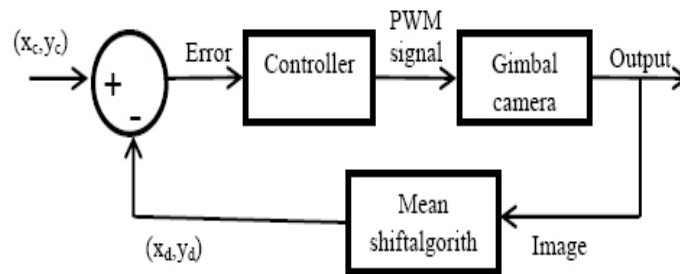 (xc,yc)
+
-
Error
Controller
PWM
signal
Gimbal
camera
Output
Mean
shiftalgorith
Image
(xd,yd)